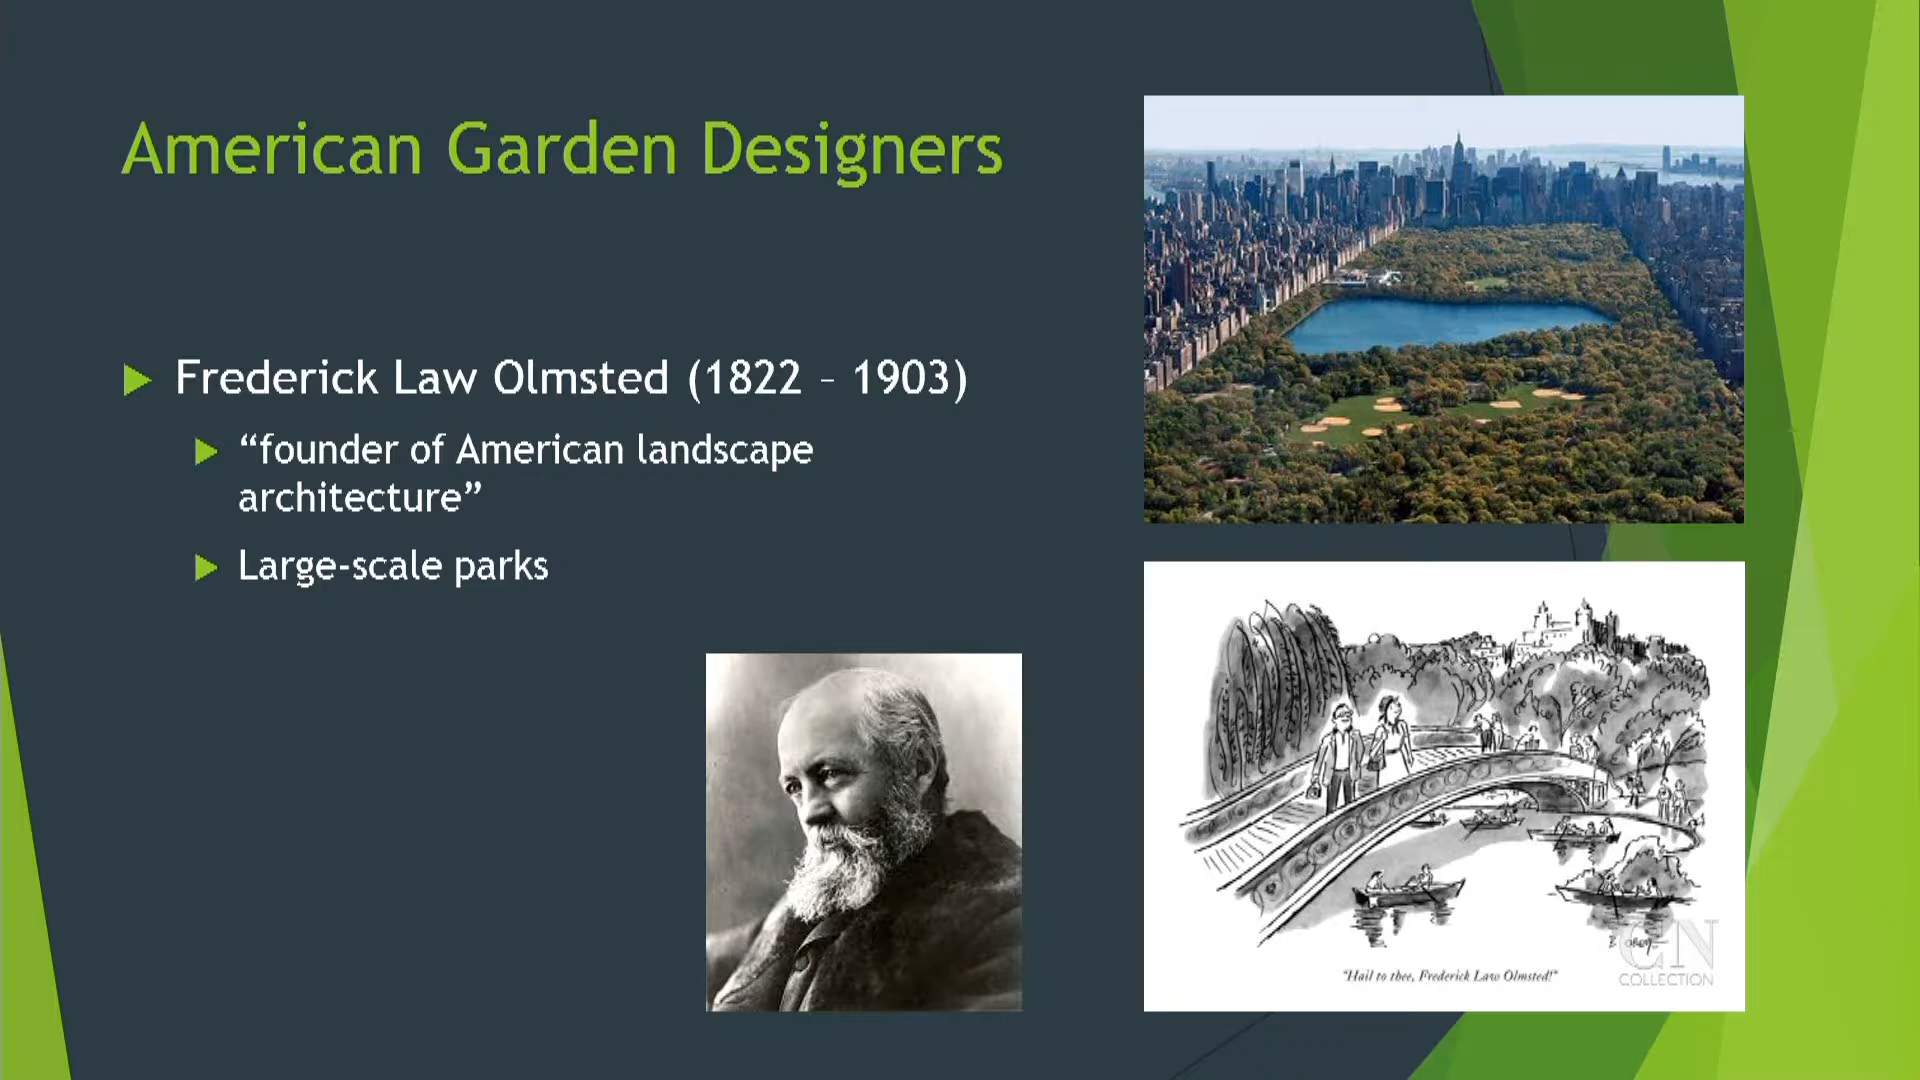 American Garden Designers
Frederick Law Olmsted (1822 – 1903)
“founder of American landscape
architecture”
Large-scale parks
"Hail to thee, Frederick Law Olmsted!"
CN
COLLECTION